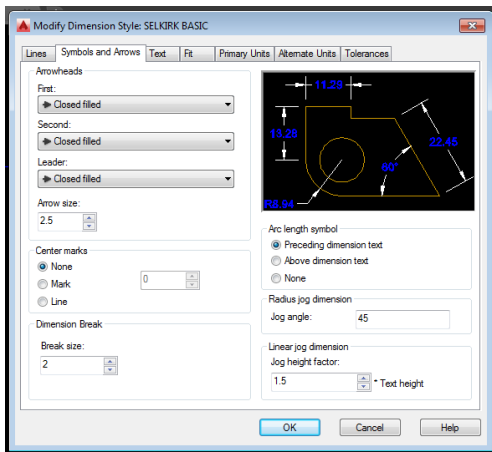 Modify Dimension Style: SELKIRK BASIC
Lines Symbols and Arrows Text Fit Primary Units Alternate Units Tolerances
Arrowheads
First:
Closed filled
Second:
Closed filled
Leader:
Closed filled
Arrow size:
2.5
Center marks
None
Mark
0
Line
Dimension Break
Break size:
2
11.23
13.26
22.45
60°
R8.94
Arc length symbol
Preceding dimension text
Above dimension text
None
Radius jog dimension
Jog angle:
45
Linear jog dimension
Jog height factor:
1.5
* Text height
OK Cancel Help